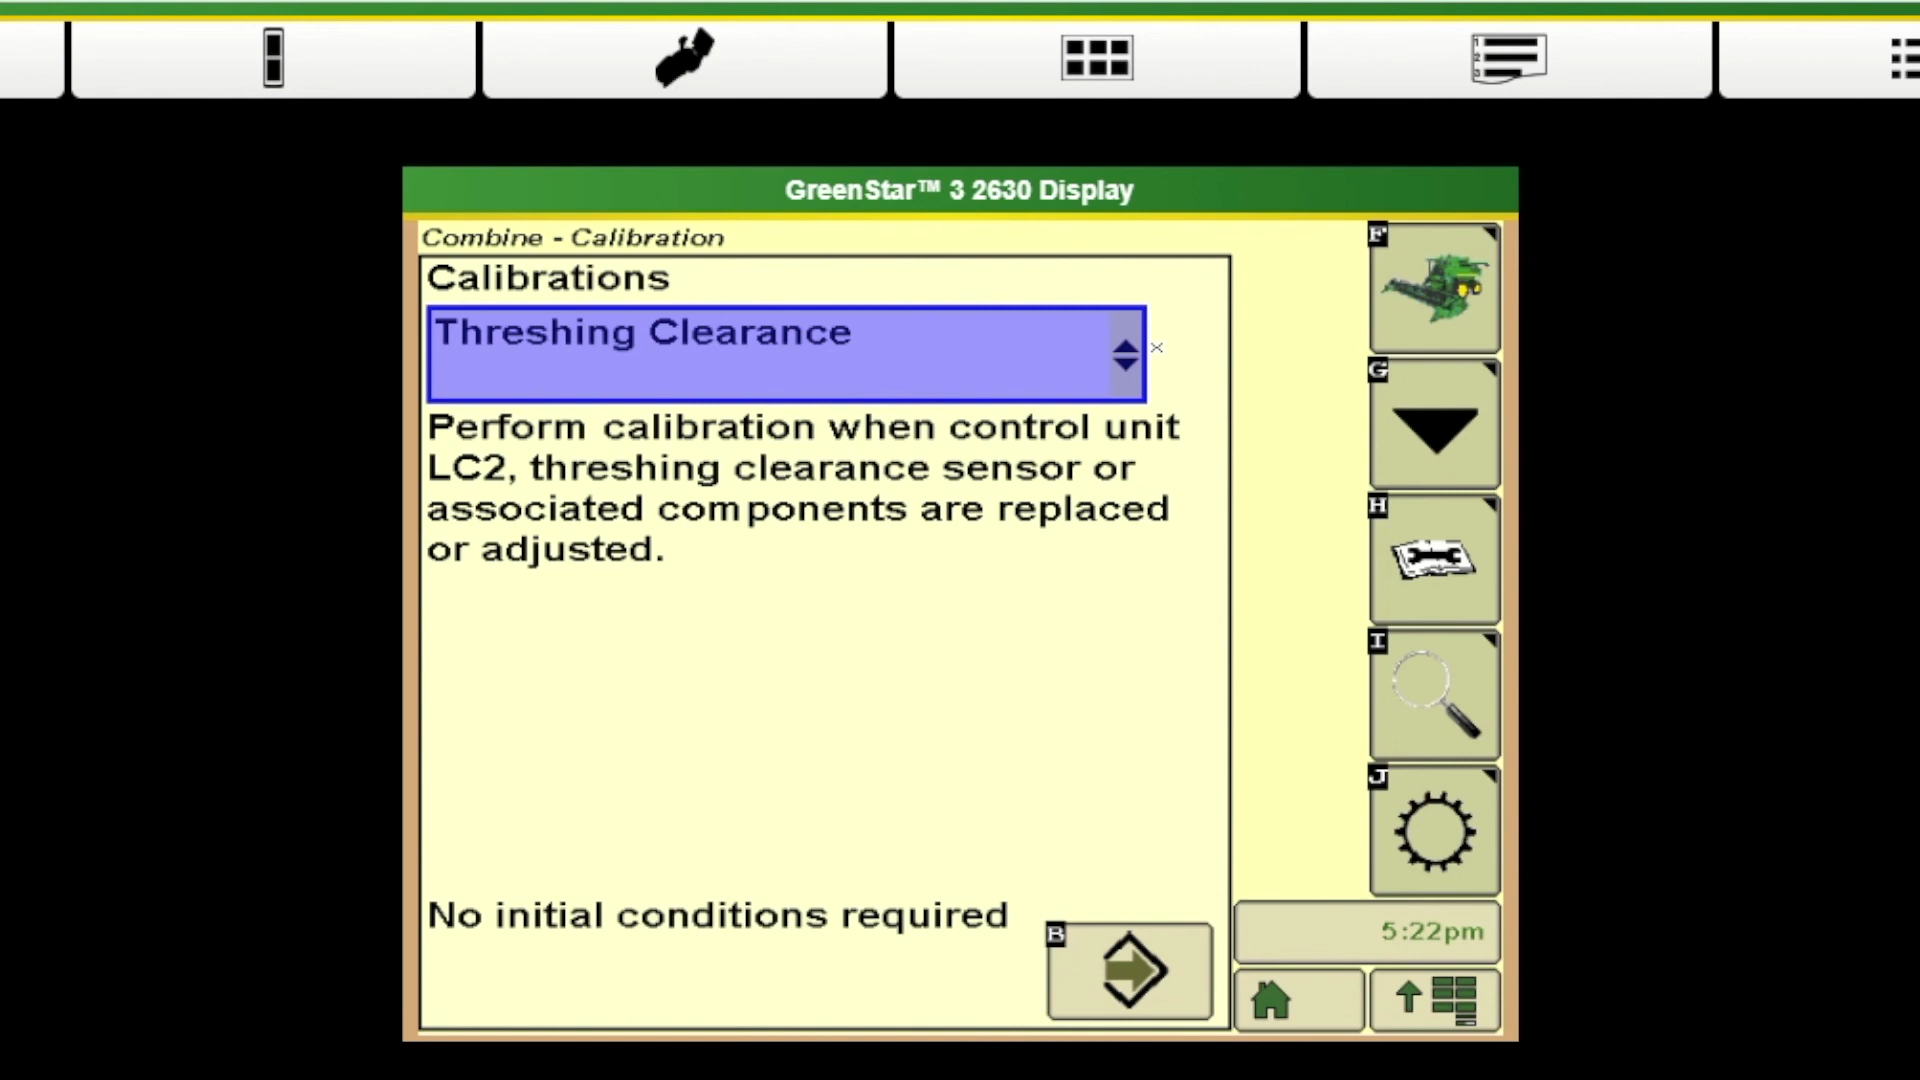 GreenStar™ 3 2630 Display
Combine - Calibration
Calibrations
Threshing Clearance
Perform calibration when control unit
LC2, threshing clearance sensor or
associated components are replaced
or adjusted.
No initial conditions required
B
F
G
H
I
J
5:22pm